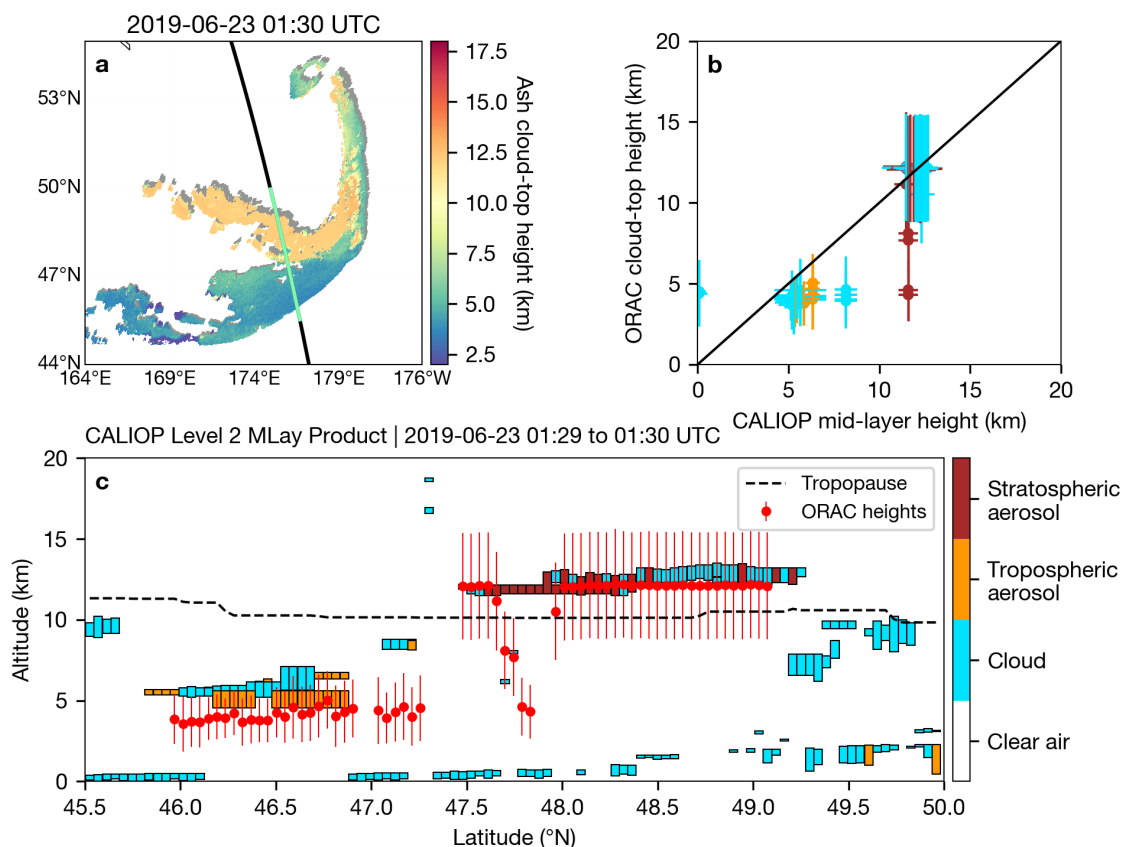 2019-06-23 01:30 UTC
a
53°N
50°N
47°N
44°N
164°E
169°E
174°E
179°E
176°W
17.5
15.0
12.5
10.0
7.5
5.0
2.5
Ash cloud-top height (km)
b
20
15
10
5
0
ORAC cloud-top height (km)
0
5
10
15
20
CALIOP mid-layer height (km)
CALIOP Level 2 MLay Product | 2019-06-23 01:29 to 01:30 UTC
c
20
15
10
5
0
Altitude (km)
Tropopause
ORAC heights
45.5
46.0
46.5
47.0
47.5
48.0
48.5
49.0
49.5
50.0
Latitude (°N)
Stratospheric
aerosol
Tropospheric
aerosol
Cloud
Clear air